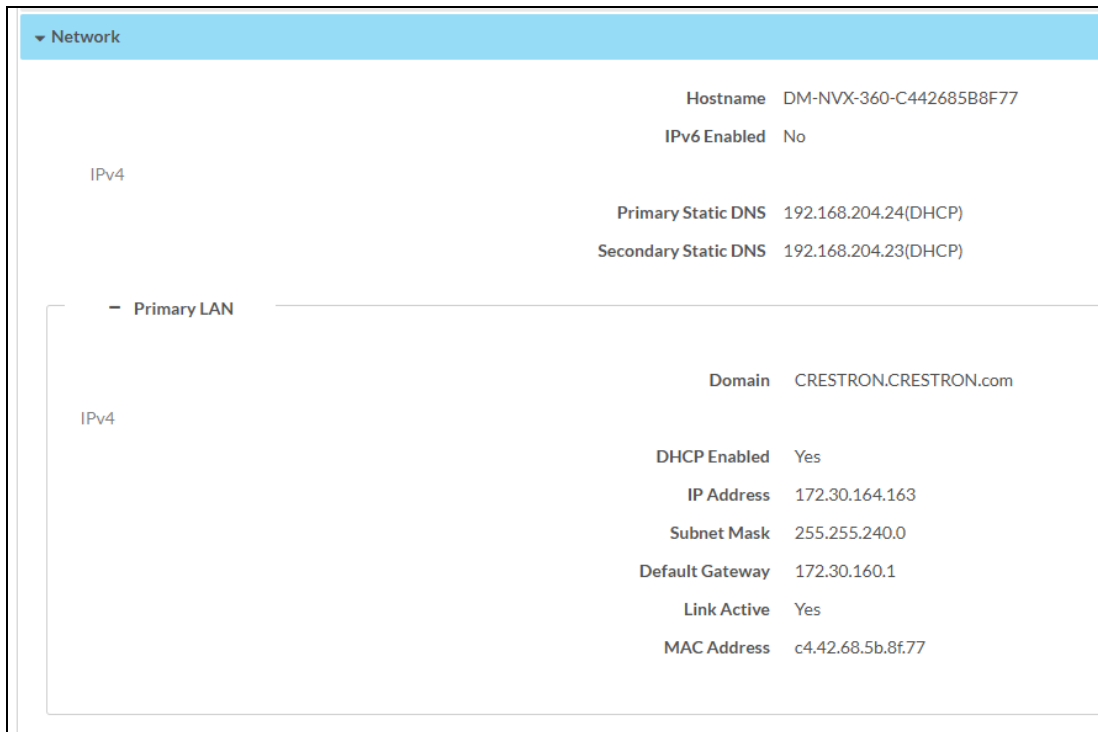 Network
Hostname DM-NVX-360-C442685B8F77
IPv6 Enabled No
IPv4
Primary Static DNS 192.168.204.24(DHCP)
Secondary Static DNS 192.168.204.23(DHCP)
− Primary LAN
Domain CRESTRON.CRESTRON.com
IPv4
DHCP Enabled Yes
IP Address 172.30.164.163
Subnet Mask 255.255.240.0
Default Gateway 172.30.160.1
Link Active Yes
MAC Address c4.42.68.5b.8f.77